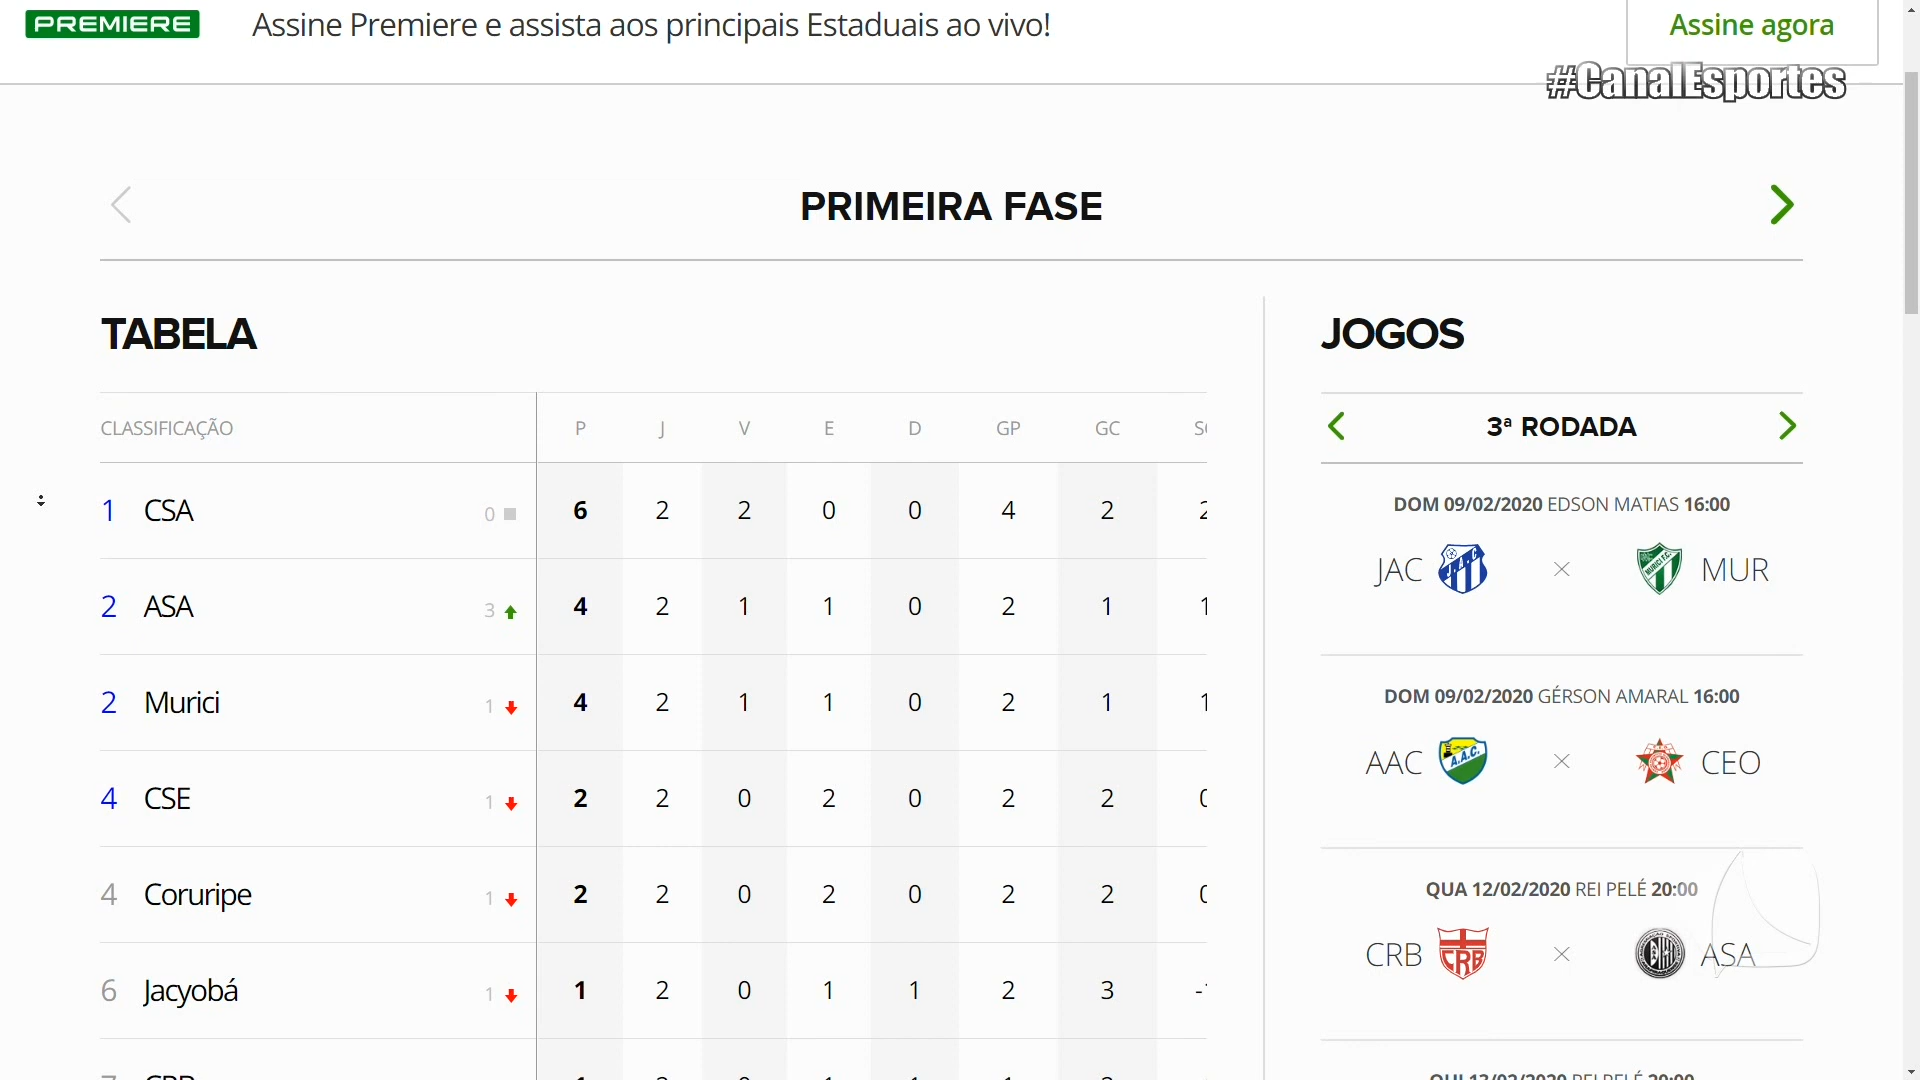 PREMIERE Assine Premiere e assista aos principais Estaduais ao vivo! Assine agora
#CanalEsportes
PRIMEIRA FASE
TABELA
CLASSIFICAÇÃO P J V E D GP GC
1 CSA 0 6 2 2 0 0 4 2 2
2 ASA 3 4 2 1 1 0 2 1 1
2 Murici 1 4 2 1 1 0 2 1 1
4 CSE 1 2 2 0 2 0 2 2 0
4 Coruripe 1 2 2 0 2 0 2 2 0
6 Jacyobá 1 1 2 0 1 1 2 3
JOGOS
3ª RODADA
DOM 09/02/2020 EDSON MATIAS 16:00
JAC × MUR
DOM 09/02/2020 GÉRSON AMARAL 16:00
AAC A.A.C. × CEO
QUA 12/02/2020 REI PELÉ 20:00
CRB CRB × ASA